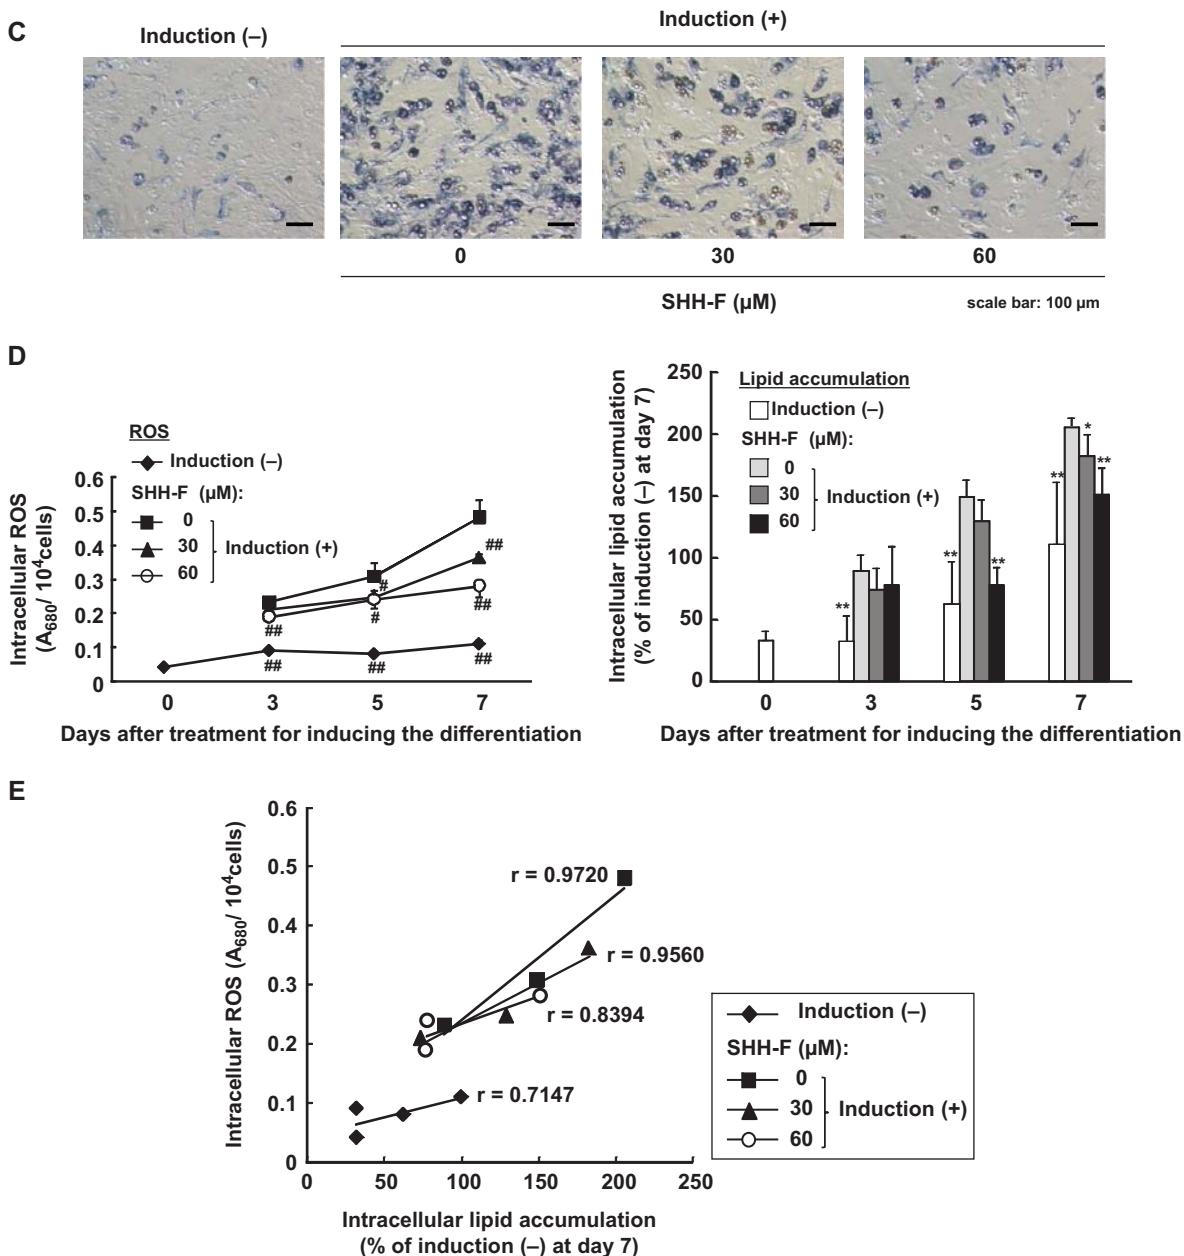 C
Induction (–)
Induction (+)
0
30
60
SHH-F (µM)
scale bar: 100 µm
D
ROS
Induction (–)
SHH-F (µM):
0
30
60
Induction (+)
Intracellular ROS
(A680/ 10⁴cells)
0.6
0.5
0.4
0.3
0.2
0.1
0
##
##
#
#
##
##
##
##
0
3
5
7
Days after treatment for inducing the differentiation
Lipid accumulation
Induction (–)
SHH-F (µM):
0
30
60
Induction (+)
Intracellular lipid accumulation
(% of induction (–) at day 7)
250
200
150
100
50
0
**
**
**
**
*
**
0
3
5
7
Days after treatment for inducing the differentiation
E
Intracellular ROS (A680/ 10⁴cells)
0.6
0.5
0.4
0.3
0.2
0.1
0
r = 0.9720
r = 0.9560
r = 0.8394
r = 0.7147
0
50
100
150
200
250
Intracellular lipid accumulation
(% of induction (–) at day 7)
Induction (–)
SHH-F (µM):
0
30
60
Induction (+)